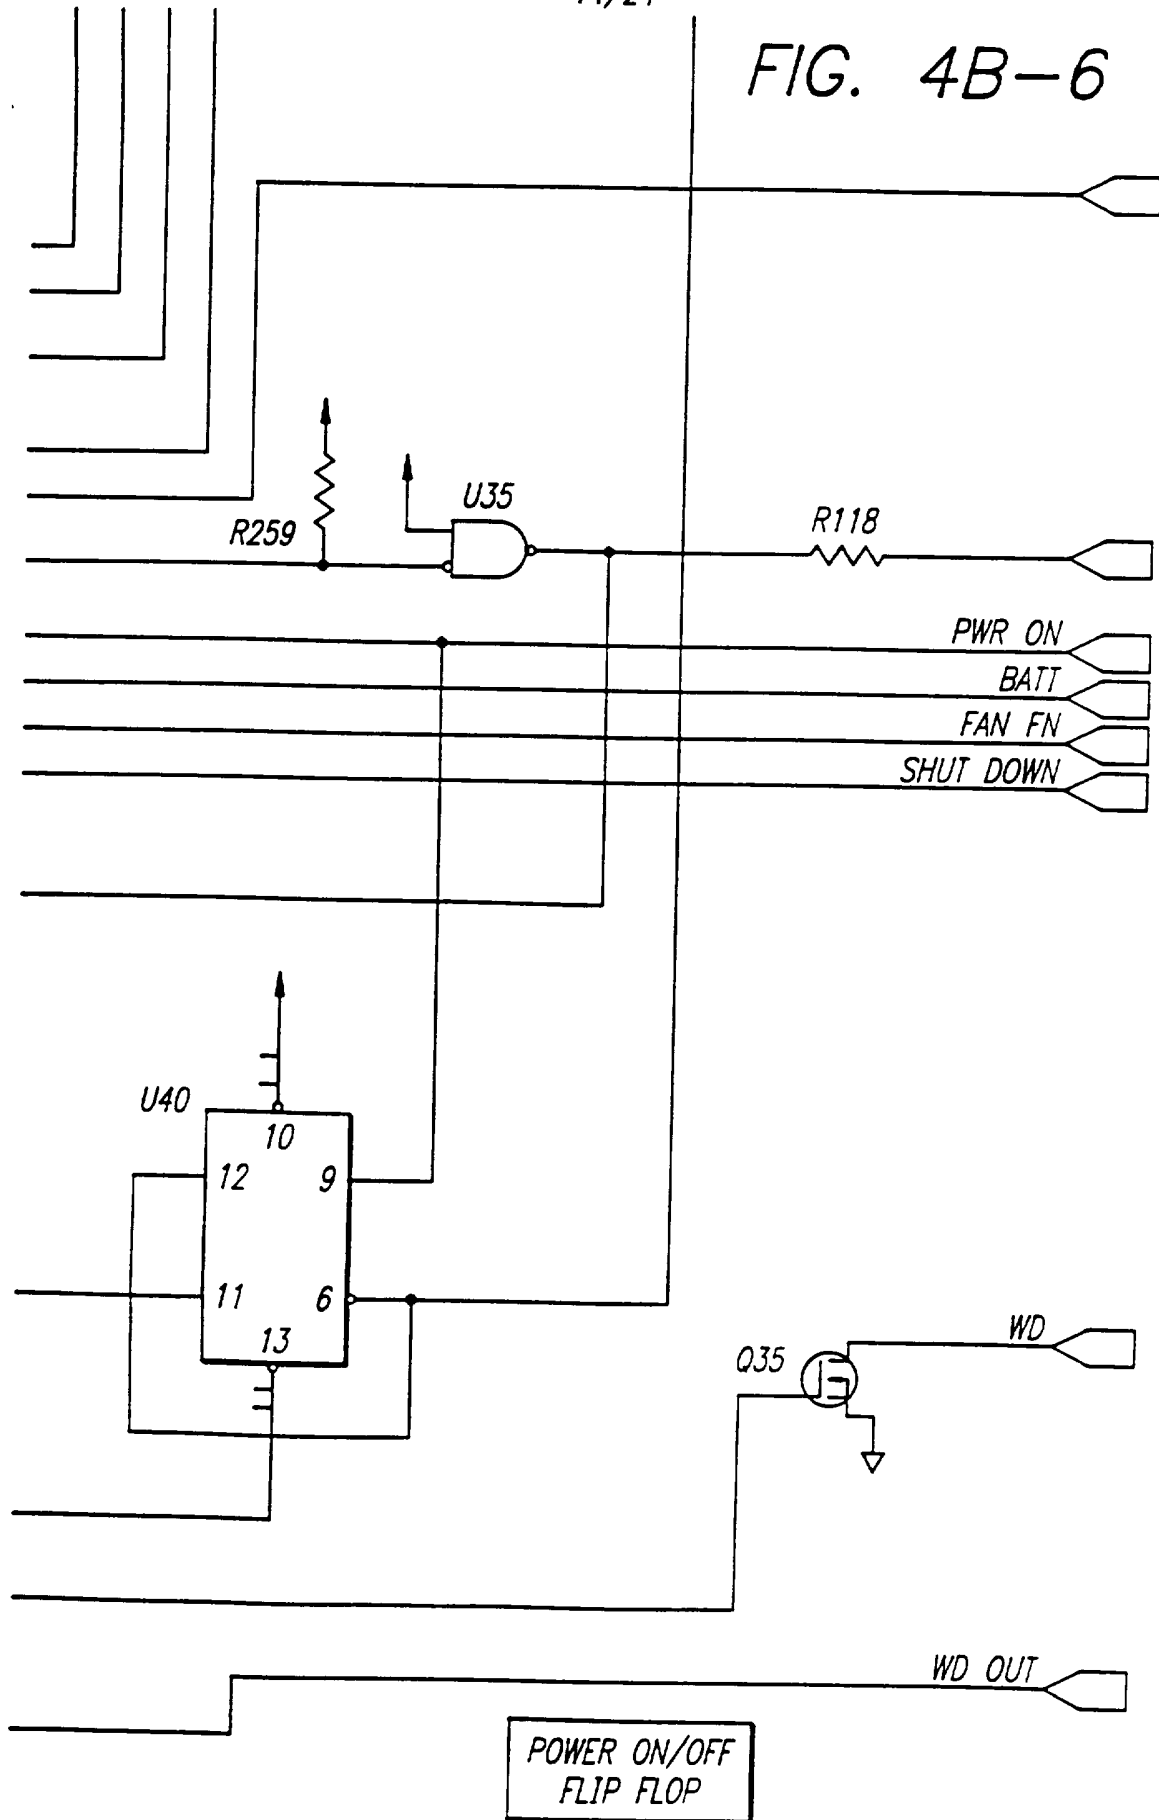 FIG. 4B-6
U35
R259
R118
PWR ON
BATT
FAN FN
SHUT DOWN
U40
10
12
9
11
6
13
WD
Q35
WD OUT
POWER ON/OFF
FLIP FLOP